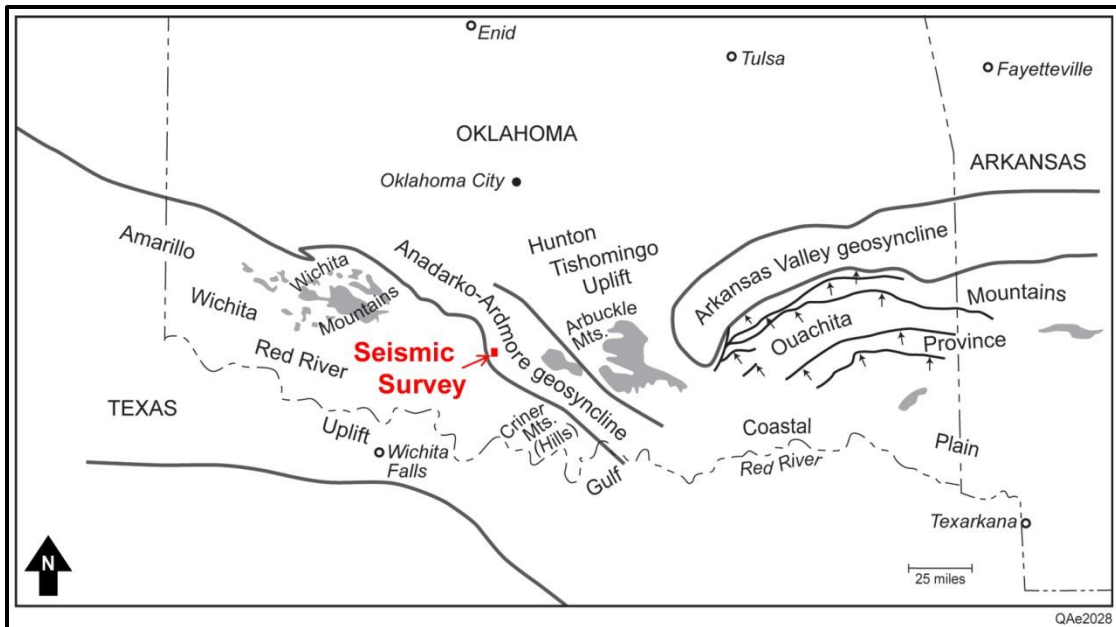 Enid
Tulsa
Fayetteville
OKLAHOMA
ARKANSAS
Oklahoma City
Amarillo
Wichita
Mountains
Wichita
Anadarko-Ardmore geosyncline
Hunton
Tishomingo
Uplift
Arbuckle
Mts.
Arkansas Valley geosyncline
Mountains
Ouachita
Province
Red River
Seismic
Survey
TEXAS
Uplift
Wichita
Falls
Criner
Mts.
(Hills)
Gulf
Coastal
Red River
Plain
Texarkana
N
25 miles
QAe2028